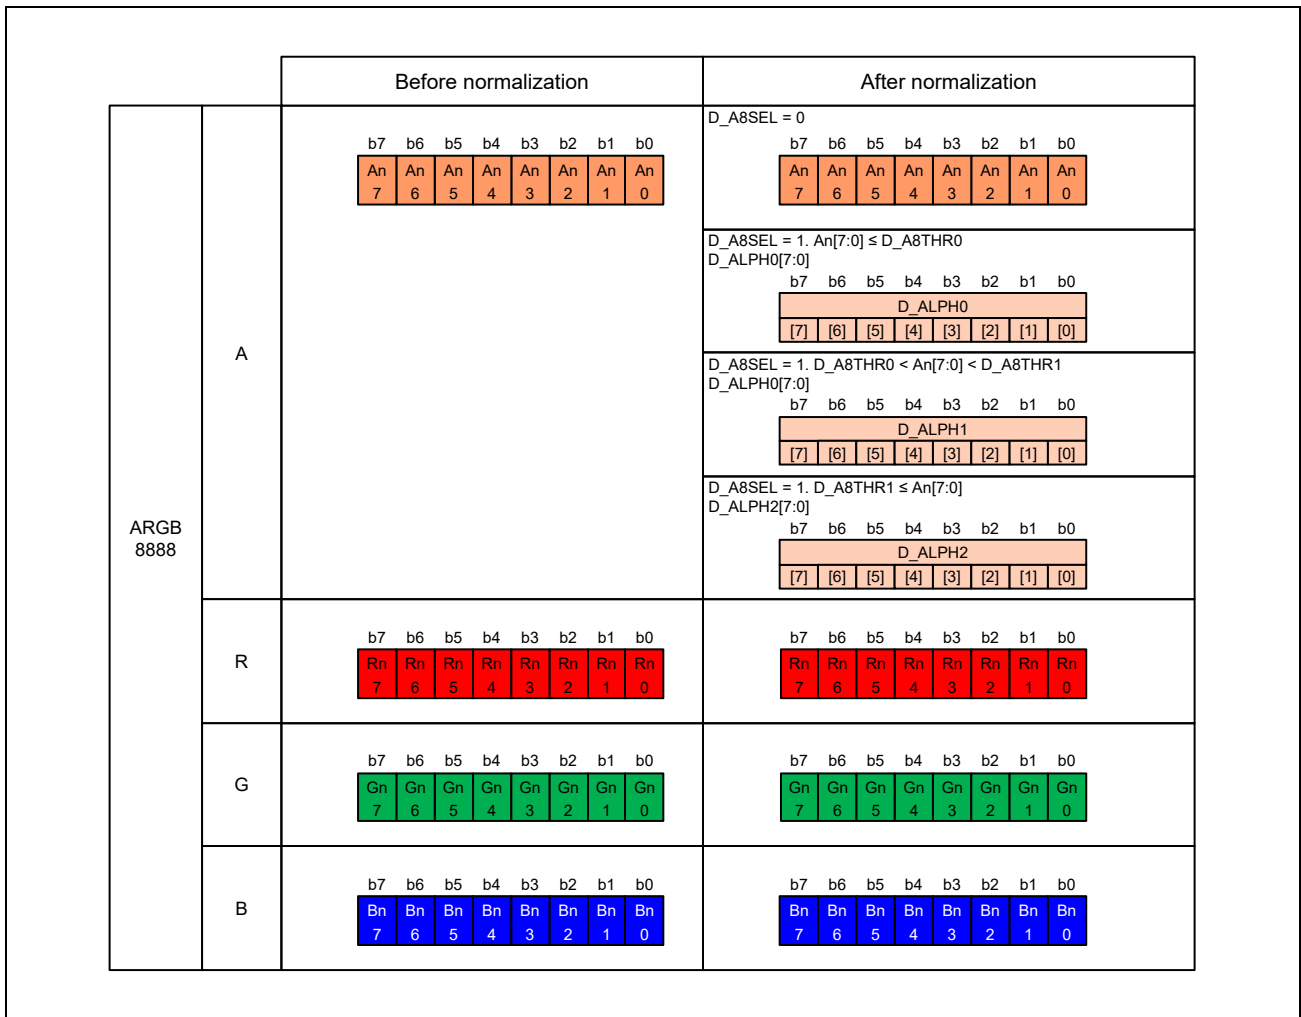 Before normalization After normalization
D_A8SEL = 0
b7 b6 b5 b4 b3 b2 b1 b0 b7 b6 b5 b4 b3 b2 b1 b0
An An An An An An An An An An An An An An An An
7 6 5 4 3 2 1 0 7 6 5 4 3 2 1 0
D_A8SEL = 1. An[7:0] ≤ D_A8THR0
D_ALPH0[7:0]
b7 b6 b5 b4 b3 b2 b1 b0
D_ALPH0
[7] [6] [5] [4] [3] [2] [1] [0]
A
D_A8SEL = 1. D_A8THR0 < An[7:0] < D_A8THR1
D_ALPH0[7:0]
b7 b6 b5 b4 b3 b2 b1 b0
D_ALPH1
[7] [6] [5] [4] [3] [2] [1] [0]
D_A8SEL = 1. D_A8THR1 ≤ An[7:0]
D_ALPH2[7:0]
b7 b6 b5 b4 b3 b2 b1 b0
D_ALPH2
[7] [6] [5] [4] [3] [2] [1] [0]
ARGB
8888
b7 b6 b5 b4 b3 b2 b1 b0 b7 b6 b5 b4 b3 b2 b1 b0
R
Rn Rn Rn Rn Rn Rn Rn Rn Rn Rn Rn Rn Rn Rn Rn Rn
7 6 5 4 3 2 1 0 7 6 5 4 3 2 1 0
b7 b6 b5 b4 b3 b2 b1 b0 b7 b6 b5 b4 b3 b2 b1 b0
G
Gn Gn Gn Gn Gn Gn Gn Gn Gn Gn Gn Gn Gn Gn Gn Gn
7 6 5 4 3 2 1 0 7 6 5 4 3 2 1 0
b7 b6 b5 b4 b3 b2 b1 b0 b7 b6 b5 b4 b3 b2 b1 b0
B
Bn Bn Bn Bn Bn Bn Bn Bn Bn Bn Bn Bn Bn Bn Bn Bn
7 6 5 4 3 2 1 0 7 6 5 4 3 2 1 0